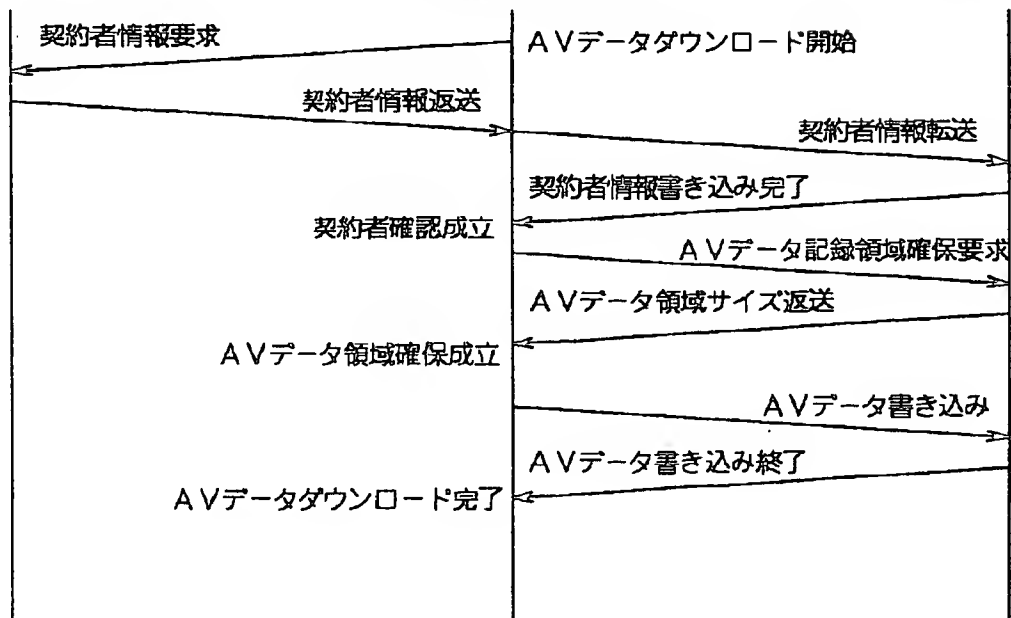 契約者情報要求
AVデータダウンロード開始
契約者情報返送
契約者情報転送
契約者情報書き込み完了
契約者確認成立
AVデータ記録領域確保要求
AVデータ領域サイズ返送
AVデータ領域確保成立
AVデータ書き込み
AVデータ書き込み終了
AVデータダウンロード完了